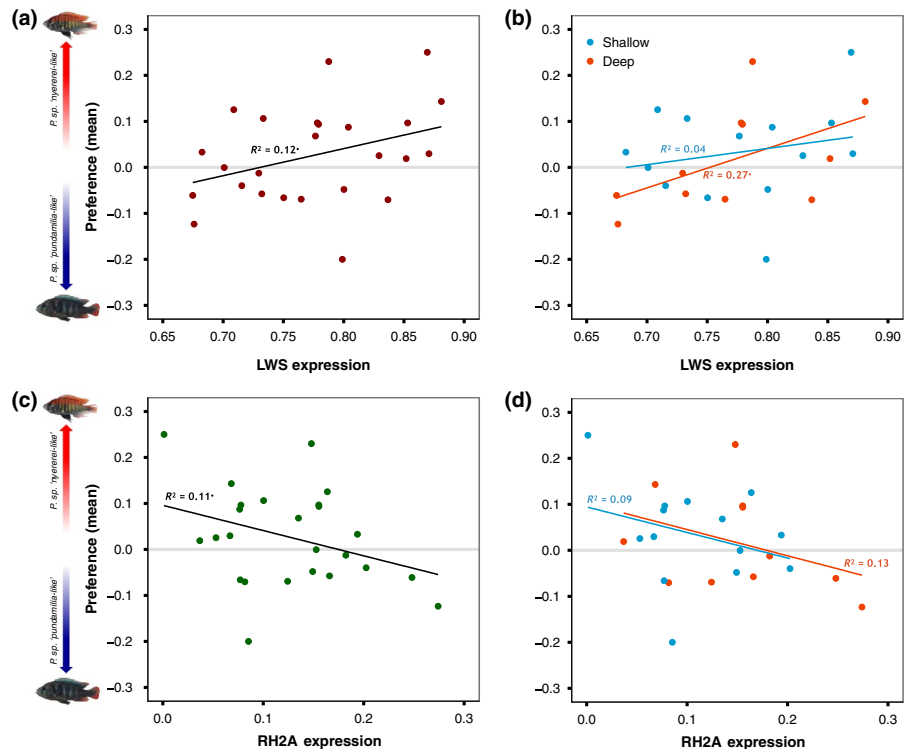 (a)
P. sp. 'nyererei-like'
P. sp. 'pundamilia-like'
Preference (mean)
0.3
0.2
0.1
0.0
−0.1
−0.2
−0.3
R² = 0.12•
0.65 0.70 0.75 0.80 0.85 0.90
LWS expression
(b)
Shallow
Deep
0.3
0.2
0.1
0.0
−0.1
−0.2
−0.3
R² = 0.04
R² = 0.27•
0.65 0.70 0.75 0.80 0.85 0.90
LWS expression
(c)
P. sp. 'nyererei-like'
P. sp. 'pundamilia-like'
Preference (mean)
0.3
0.2
0.1
0.0
−0.1
−0.2
−0.3
R² = 0.11•
0.0 0.1 0.2 0.3
RH2A expression
(d)
0.3
0.2
0.1
0.0
−0.1
−0.2
−0.3
R² = 0.09
R² = 0.13
0.0 0.1 0.2 0.3
RH2A expression